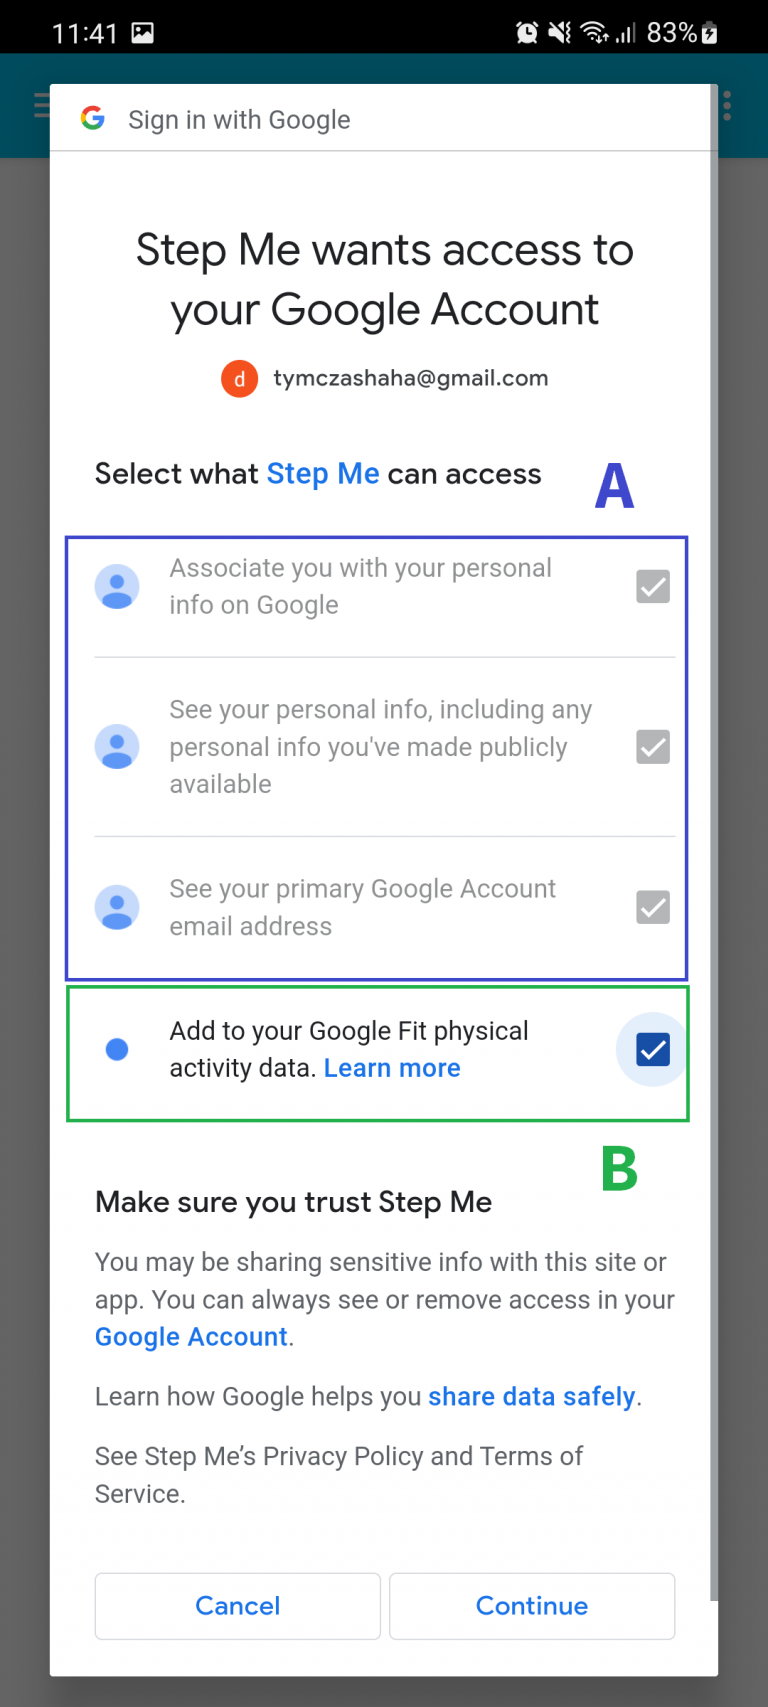 11:41 83%
Sign in with Google
Step Me wants access to
your Google Account
d tymczashaha@gmail.com
Select what Step Me can access
A
Associate you with your personal
info on Google
See your personal info, including any
personal info you've made publicly
available
See your primary Google Account
email address
Add to your Google Fit physical
activity data. Learn more
B
Make sure you trust Step Me
You may be sharing sensitive info with this site or
app. You can always see or remove access in your
Google Account.
Learn how Google helps you share data safely.
See Step Me’s Privacy Policy and Terms of
Service.
Cancel Continue